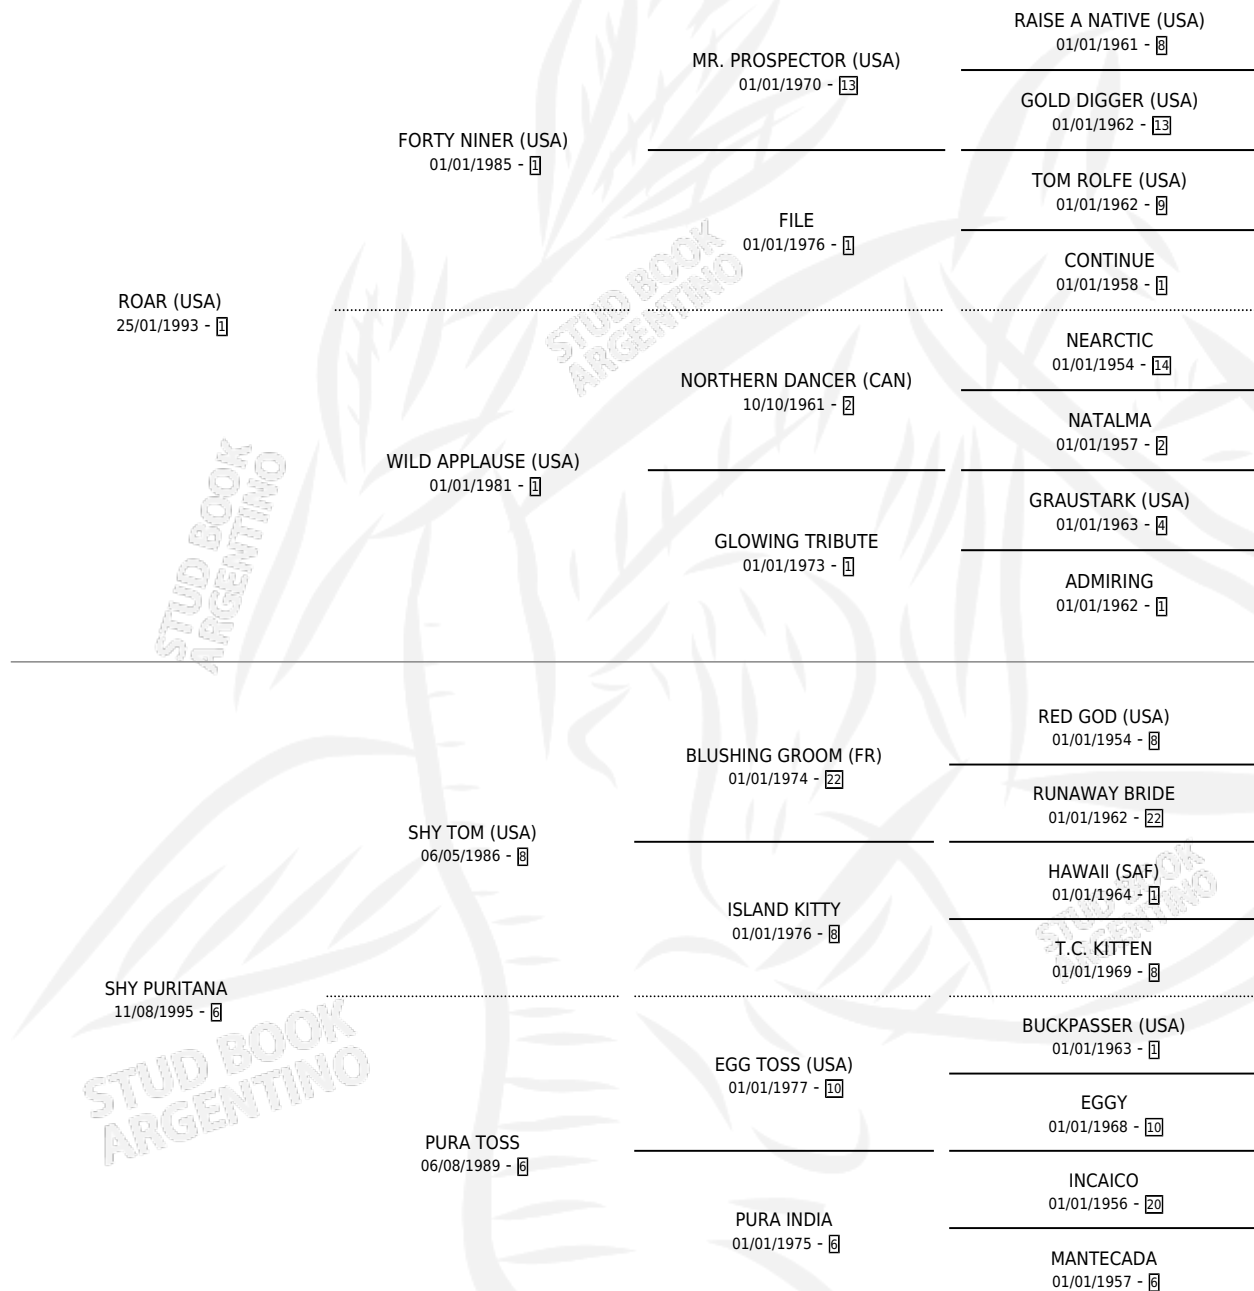 RAISE A NATIVE (USA)
01/01/1961 - 8
MR. PROSPECTOR (USA)
01/01/1970 - 13
GOLD DIGGER (USA)
01/01/1962 - 13
FORTY NINER (USA)
01/01/1985 - 1
TOM ROLFE (USA)
01/01/1962 - 9
FILE
01/01/1976 - 1
CONTINUE
01/01/1958 - 1
ROAR (USA)
25/01/1993 - 1
NEARCTIC
01/01/1954 - 14
NORTHERN DANCER (CAN)
10/10/1961 - 2
NATALMA
01/01/1957 - 2
WILD APPLAUSE (USA)
01/01/1981 - 1
GRAUSTARK (USA)
01/01/1963 - 4
GLOWING TRIBUTE
01/01/1973 - 1
ADMIRING
01/01/1962 - 1
RED GOD (USA)
01/01/1954 - 8
BLUSHING GROOM (FR)
01/01/1974 - 22
RUNAWAY BRIDE
01/01/1962 - 22
SHY TOM (USA)
06/05/1986 - 8
HAWAII (SAF)
01/01/1964 - 1
ISLAND KITTY
01/01/1976 - 8
T.C. KITTEN
01/01/1969 - 8
SHY PURITANA
11/08/1995 - 6
BUCKPASSER (USA)
01/01/1963 - 1
EGG TOSS (USA)
01/01/1977 - 10
EGGY
01/01/1968 - 10
PURA TOSS
06/08/1989 - 6
INCAICO
01/01/1956 - 20
PURA INDIA
01/01/1975 - 6
MANTECADA
01/01/1957 - 6
STUD BOOK
ARGENTINO
STUD BOOK
ARGENTINO
STUD BOOK
ARGENTINO
STUD BOOK
ARGENTINO